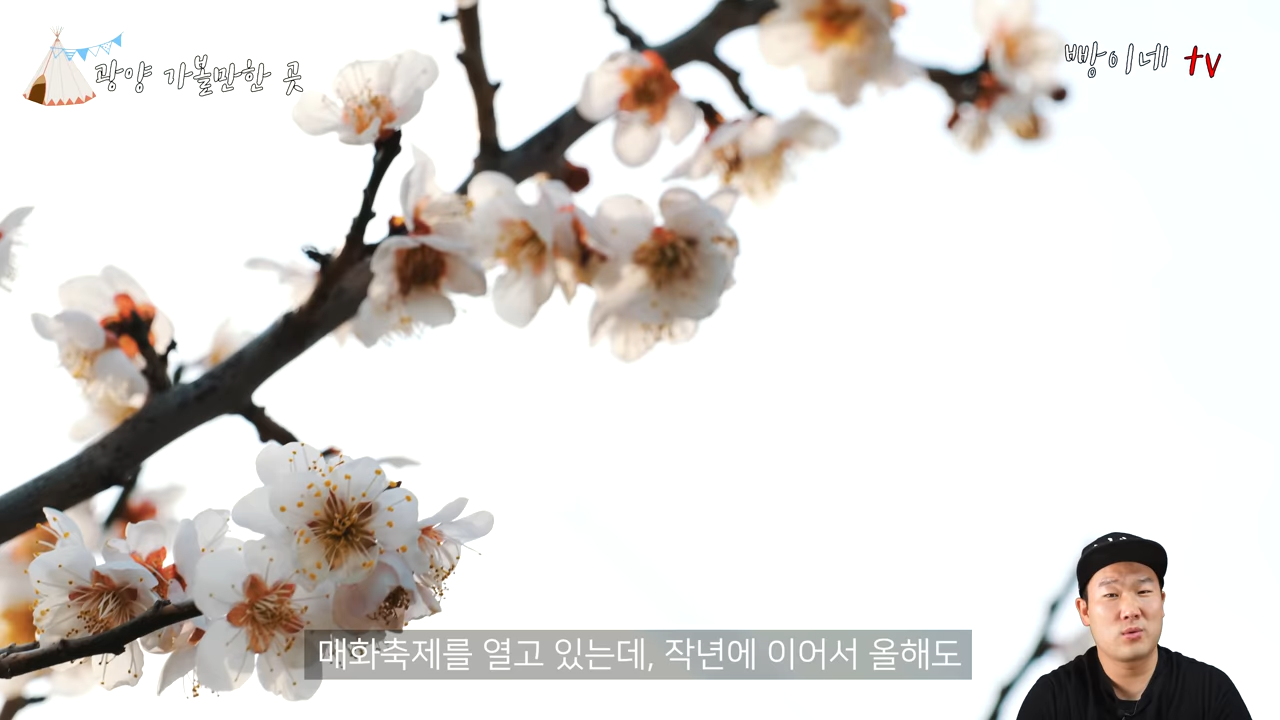 광양 가볼만한 곳
빵이네 tv
매화축제를 열고 있는데, 작년에 이어서 올해도